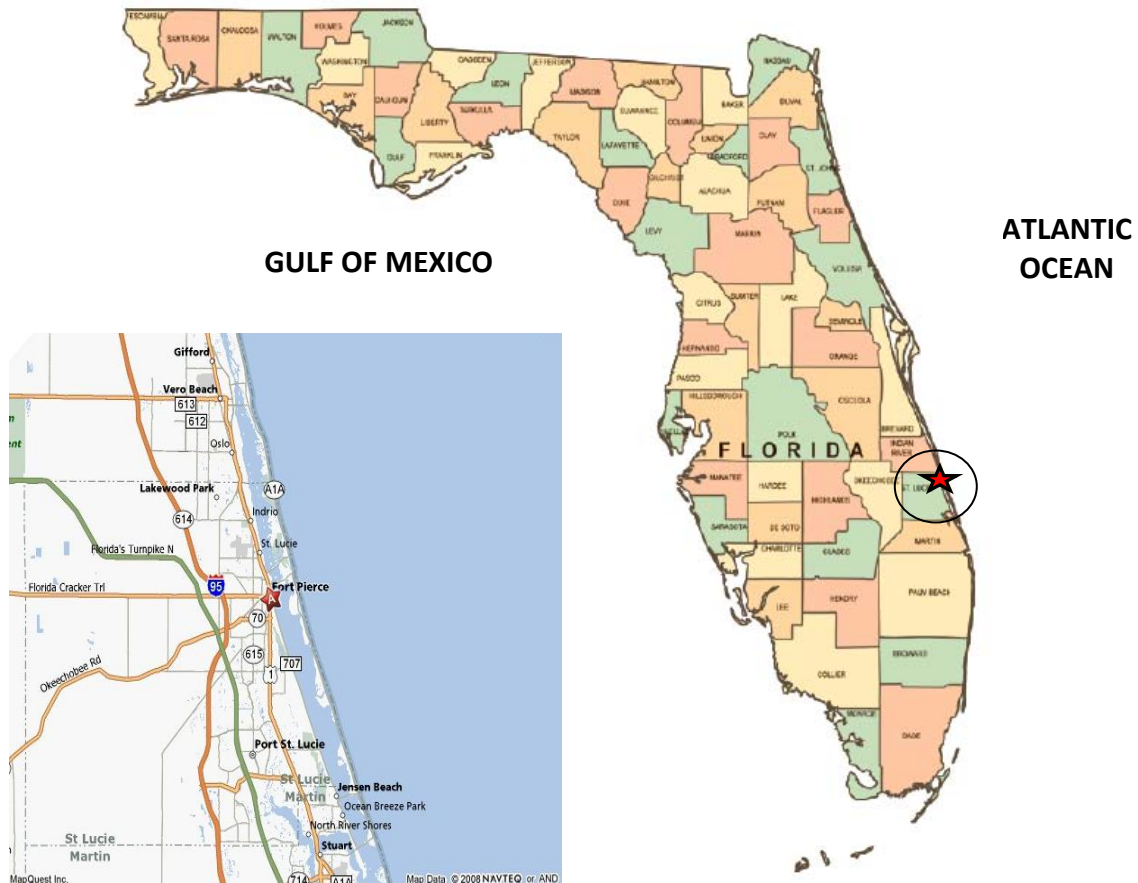 ESCAMBIA
SANTA ROSA
OKALOOSA
WALTON
HOLMES
JACKSON
WASHINGTON
BAY
CALHOUN
GULF
LIBERTY
GADSDEN
LEON
WAKULLA
FRANKLIN
JEFFERSON
MADISON
TAYLOR
HAMILTON
SUWANNEE
LAFAYETTE
DIXIE
COLUMBIA
BAKER
NASSAU
DUVAL
UNION
BRADFORD
CLAY
ST. JOHNS
GILCHRIST
ALACHUA
PUTNAM
FLAGLER
LEVY
MARION
VOLUSIA
GULF OF MEXICO
ATLANTIC
OCEAN
CITRUS
SUMTER
LAKE
SEMINOLE
HERNANDO
ORANGE
PASCO
HILLSBOROUGH
POLK
OSCEOLA
BREVARD
FLORIDA
INDIAN
RIVER
MANATEE
HARDEE
HIGHLANDS
OKEECHOBEE
ST. LUCIE
SARASOTA
DE SOTO
MARTIN
CHARLOTTE
GLADES
LEE
HENDRY
PALM BEACH
COLLIER
BROWARD
MONROE
DADE
Gifford
Vero Beach
613
612
Oslo
ent
Lakewood Park
A1A
614
Indrio
St. Lucie
Florida's Turnpike N
95
Florida Cracker Trl
Fort Pierce
A
70
615
707
1
Okeechobee Rd
Port St. Lucie
St Lucie
Martin
Jensen Beach
Ocean Breeze Park
North River Shores
St Lucie
Martin
Stuart
714
A1A
MapQuest Inc.
Map Data © 2008 NAVTEQ or AND